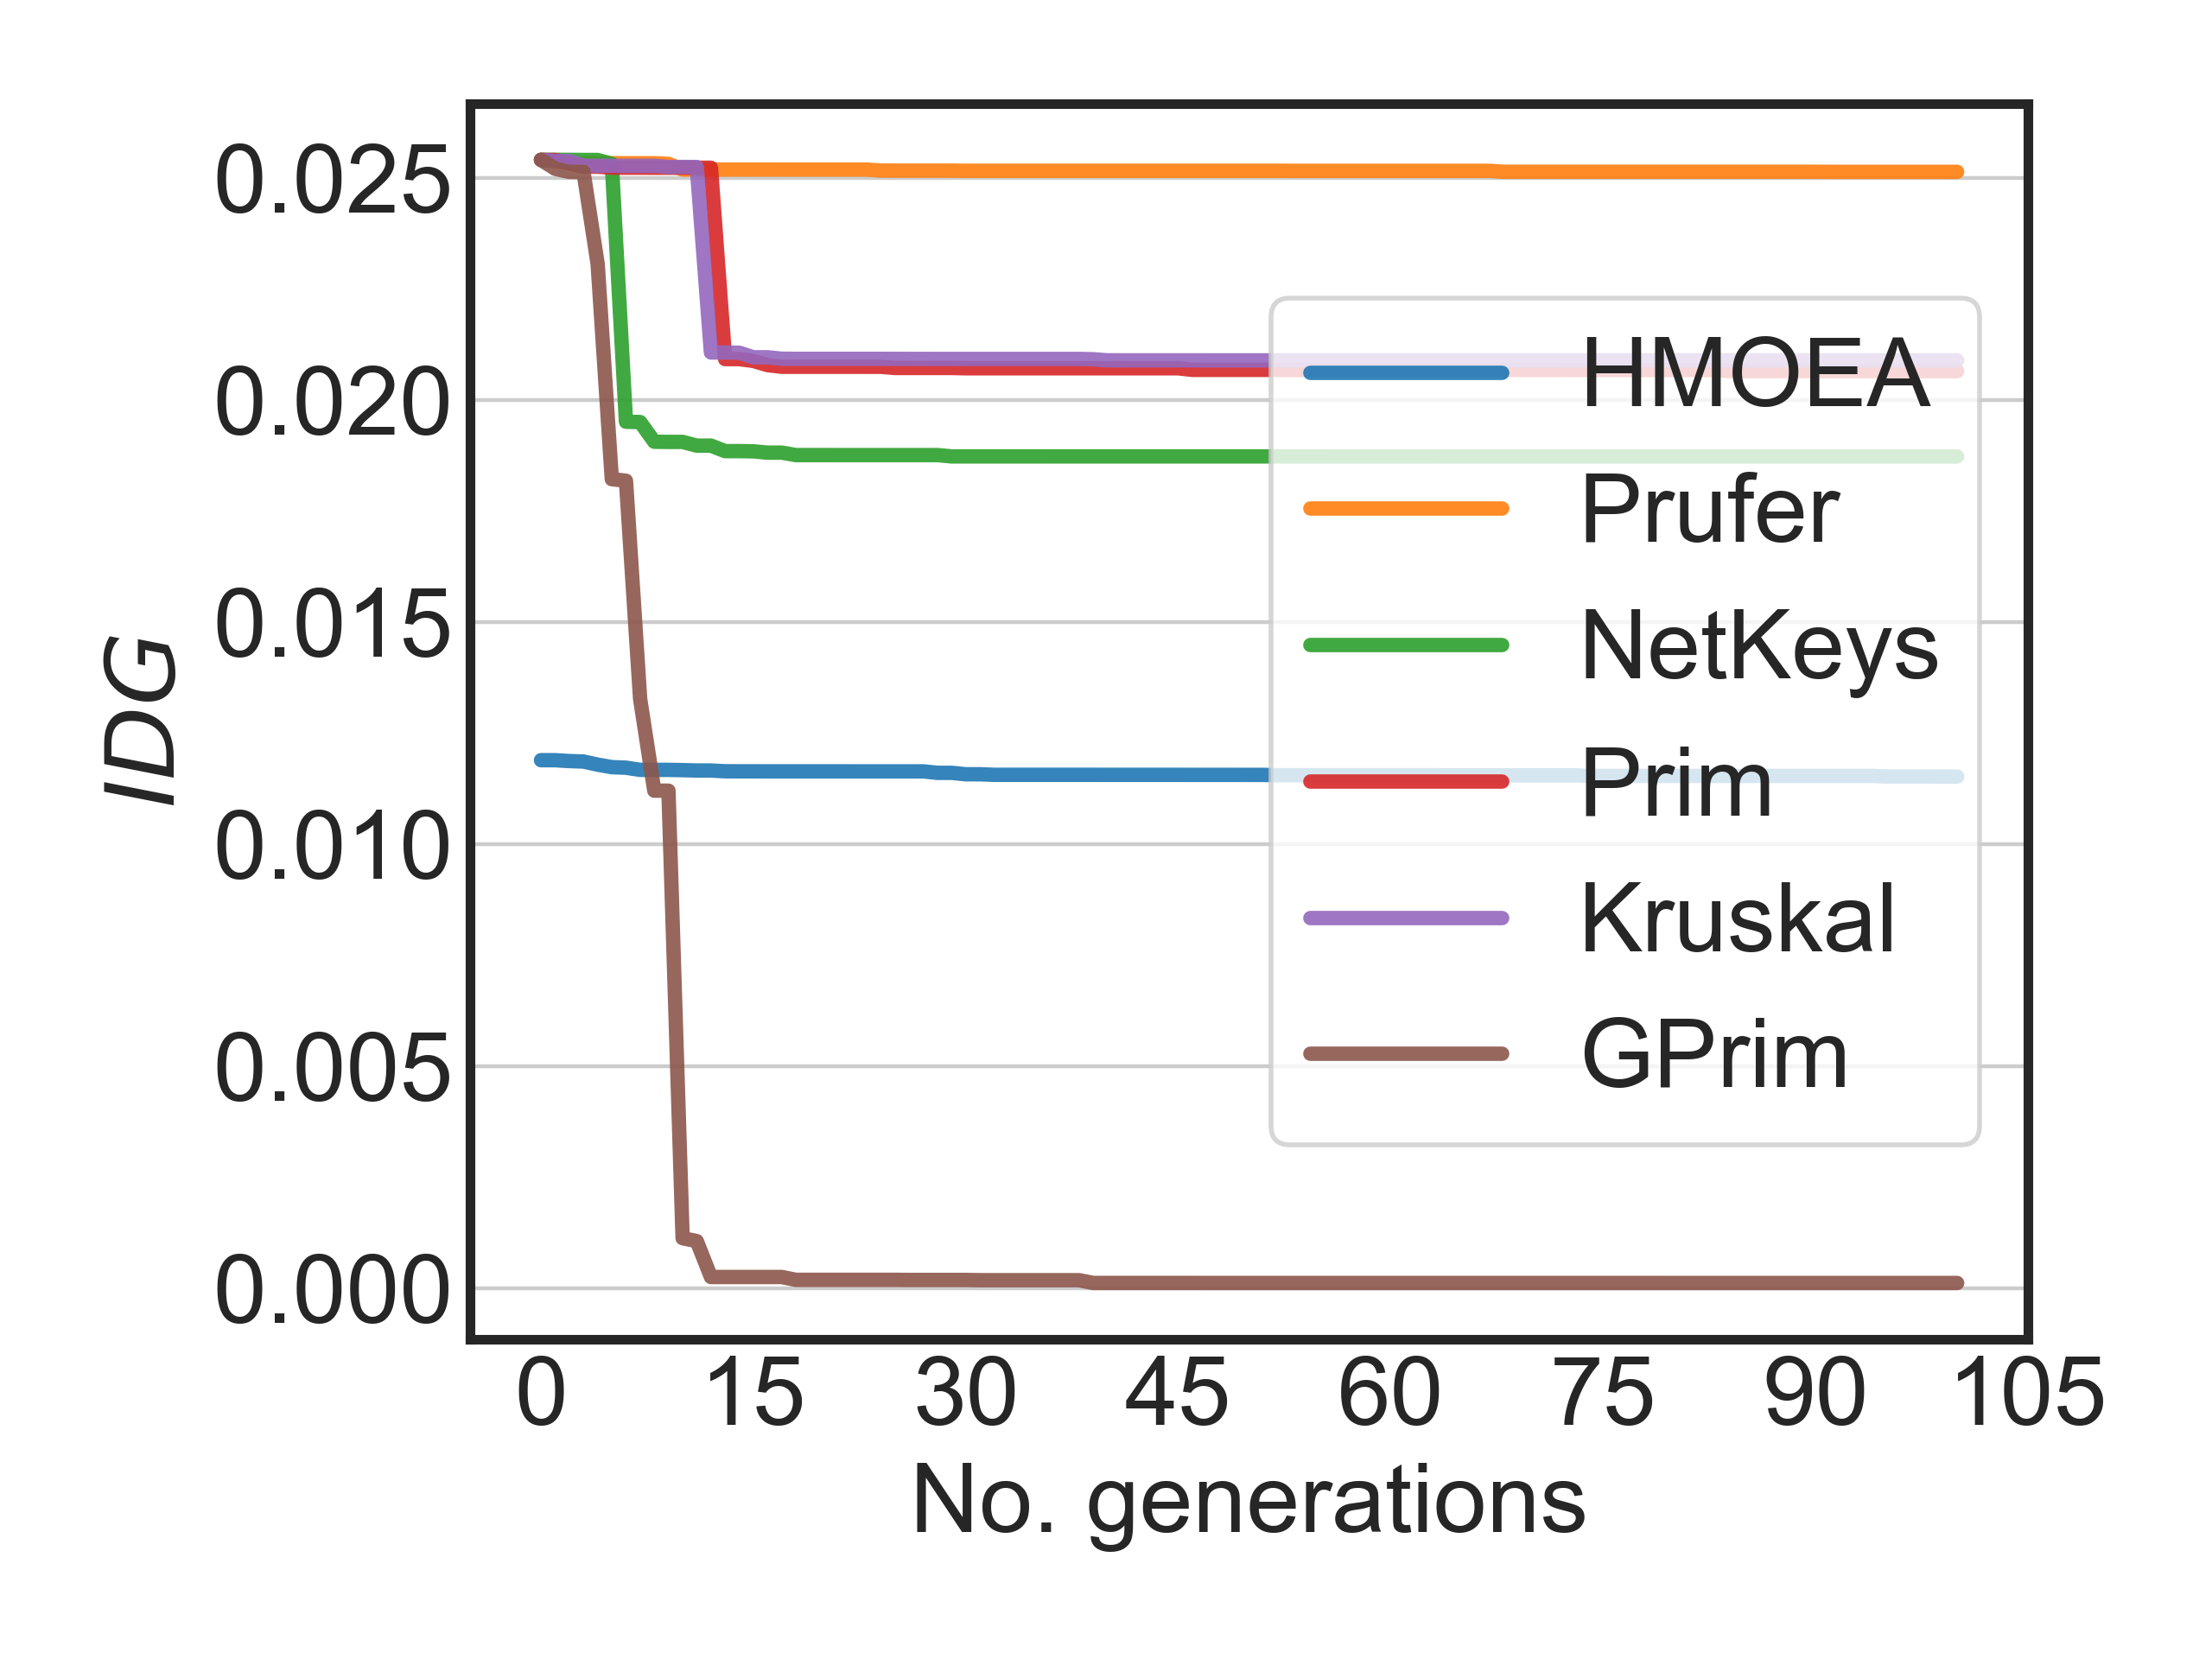 0.025
0.020
0.015
0.010
0.005
0.000
IDG
HMOEA
Prufer
NetKeys
Prim
Kruskal
GPrim
0 15 30 45 60 75 90 105
No. generations